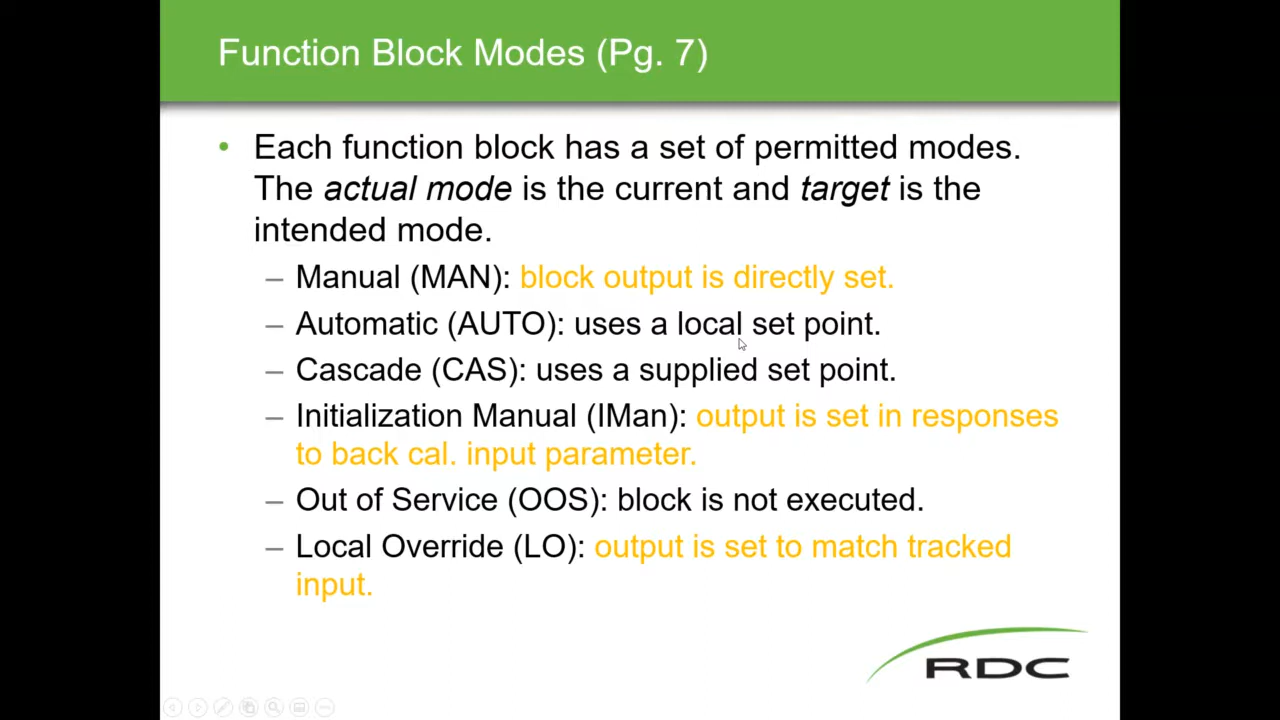 Function Block Modes (Pg. 7)
• Each function block has a set of permitted modes.
The actual mode is the current and target is the
intended mode.
– Manual (MAN): block output is directly set.
– Automatic (AUTO): uses a local set point.
– Cascade (CAS): uses a supplied set point.
– Initialization Manual (IMan): output is set in responses
to back cal. input parameter.
– Out of Service (OOS): block is not executed.
– Local Override (LO): output is set to match tracked
input.
RDC